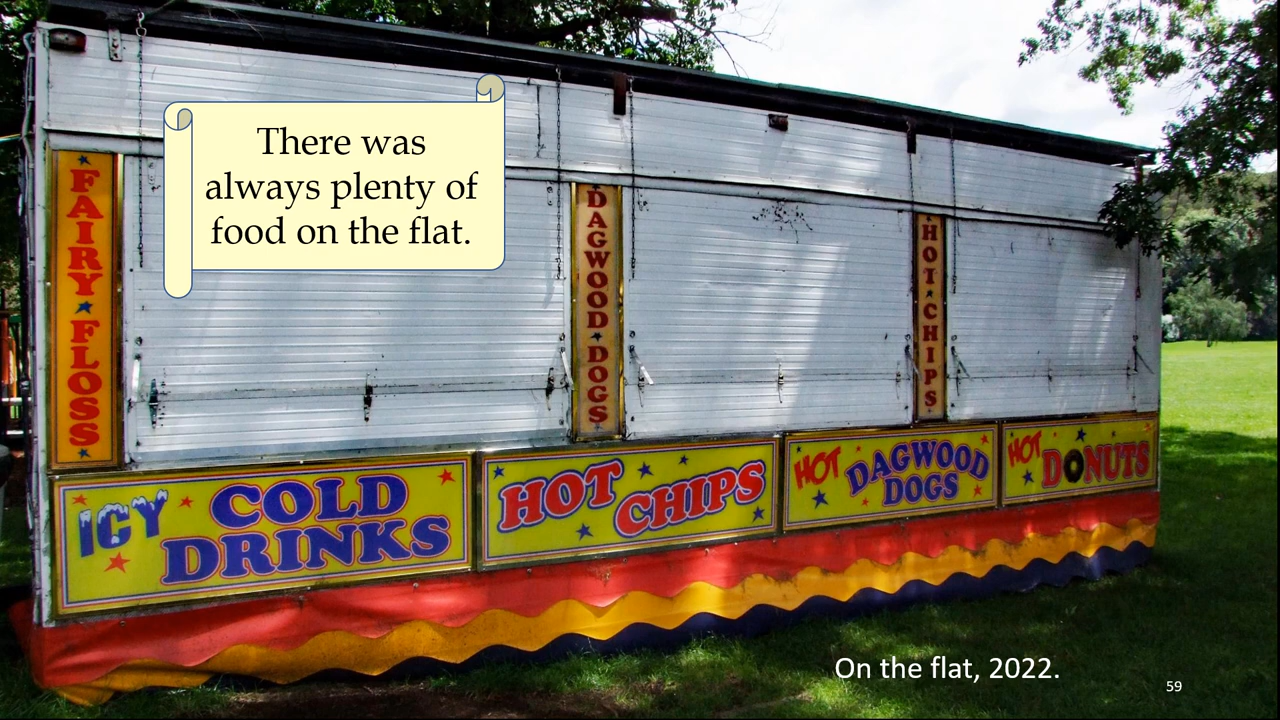 There was
always plenty of
food on the flat.
FAIRY FLOSS
DAGWOOD DOGS
HOT CHIPS
ICY COLD
DRINKS
HOT
CHIPS
HOT DAGWOOD
DOGS
HOT DONUTS
On the flat, 2022.
59